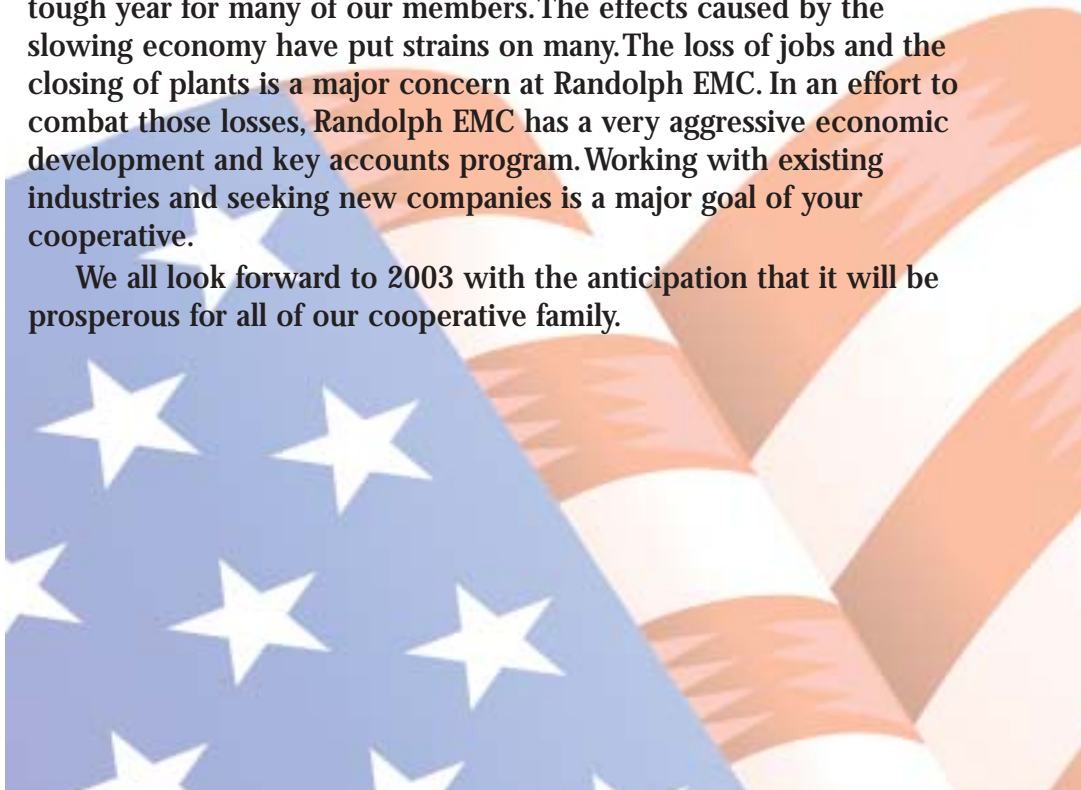 tough year for many of our members. The effects caused by the
slowing economy have put strains on many. The loss of jobs and the
closing of plants is a major concern at Randolph EMC. In an effort to
combat those losses, Randolph EMC has a very aggressive economic
development and key accounts program. Working with existing
industries and seeking new companies is a major goal of your
cooperative.
We all look forward to 2003 with the anticipation that it will be
prosperous for all of our cooperative family.